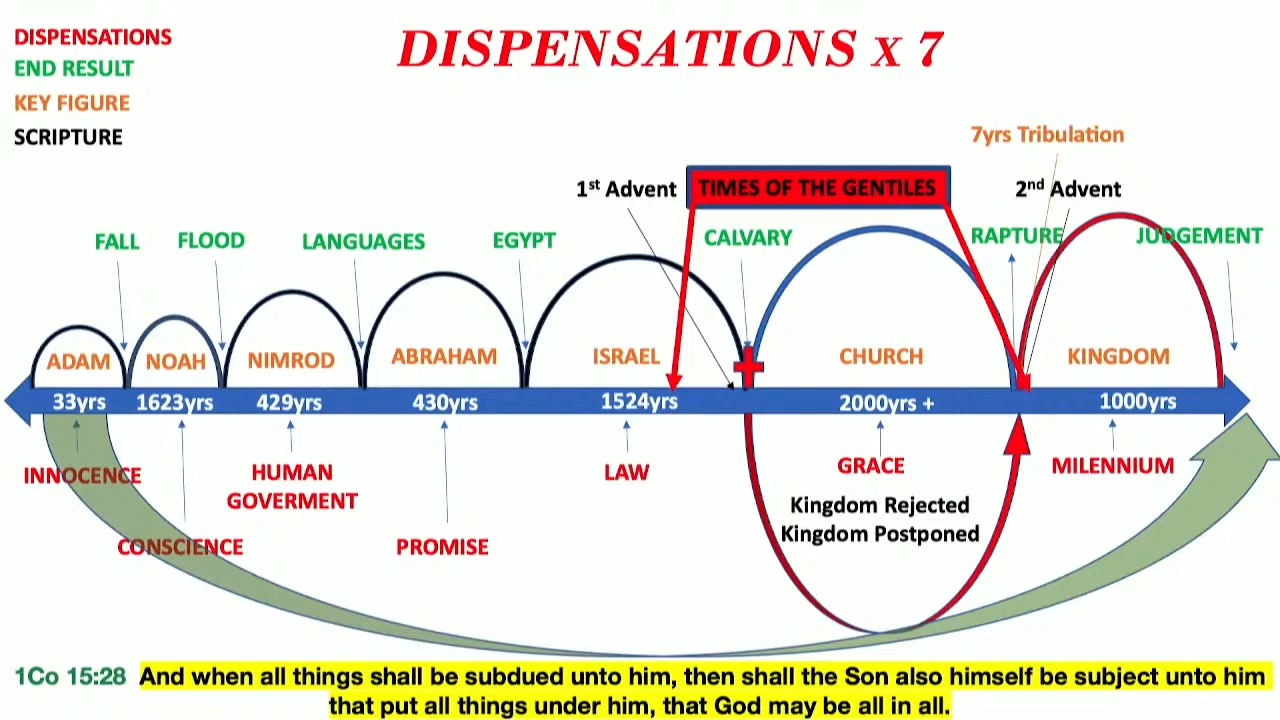 DISPENSATIONS
END RESULT
KEY FIGURE
SCRIPTURE
DISPENSATIONS x 7
7yrs Tribulation
1st Advent
TIMES OF THE GENTILES
2nd Advent
FALL
FLOOD
LANGUAGES
EGYPT
CALVARY
RAPTURE
JUDGEMENT
ADAM
NOAH
NIMROD
ABRAHAM
ISRAEL
CHURCH
KINGDOM
33yrs
1623yrs
429yrs
430yrs
1524yrs
2000yrs +
1000yrs
INNOCENCE
HUMAN
GOVERMENT
LAW
GRACE
MILENNIUM
Kingdom Rejected
Kingdom Postponed
CONSCIENCE
PROMISE
1Co 15:28 And when all things shall be subdued unto him, then shall the Son also himself be subject unto him
that put all things under him, that God may be all in all.